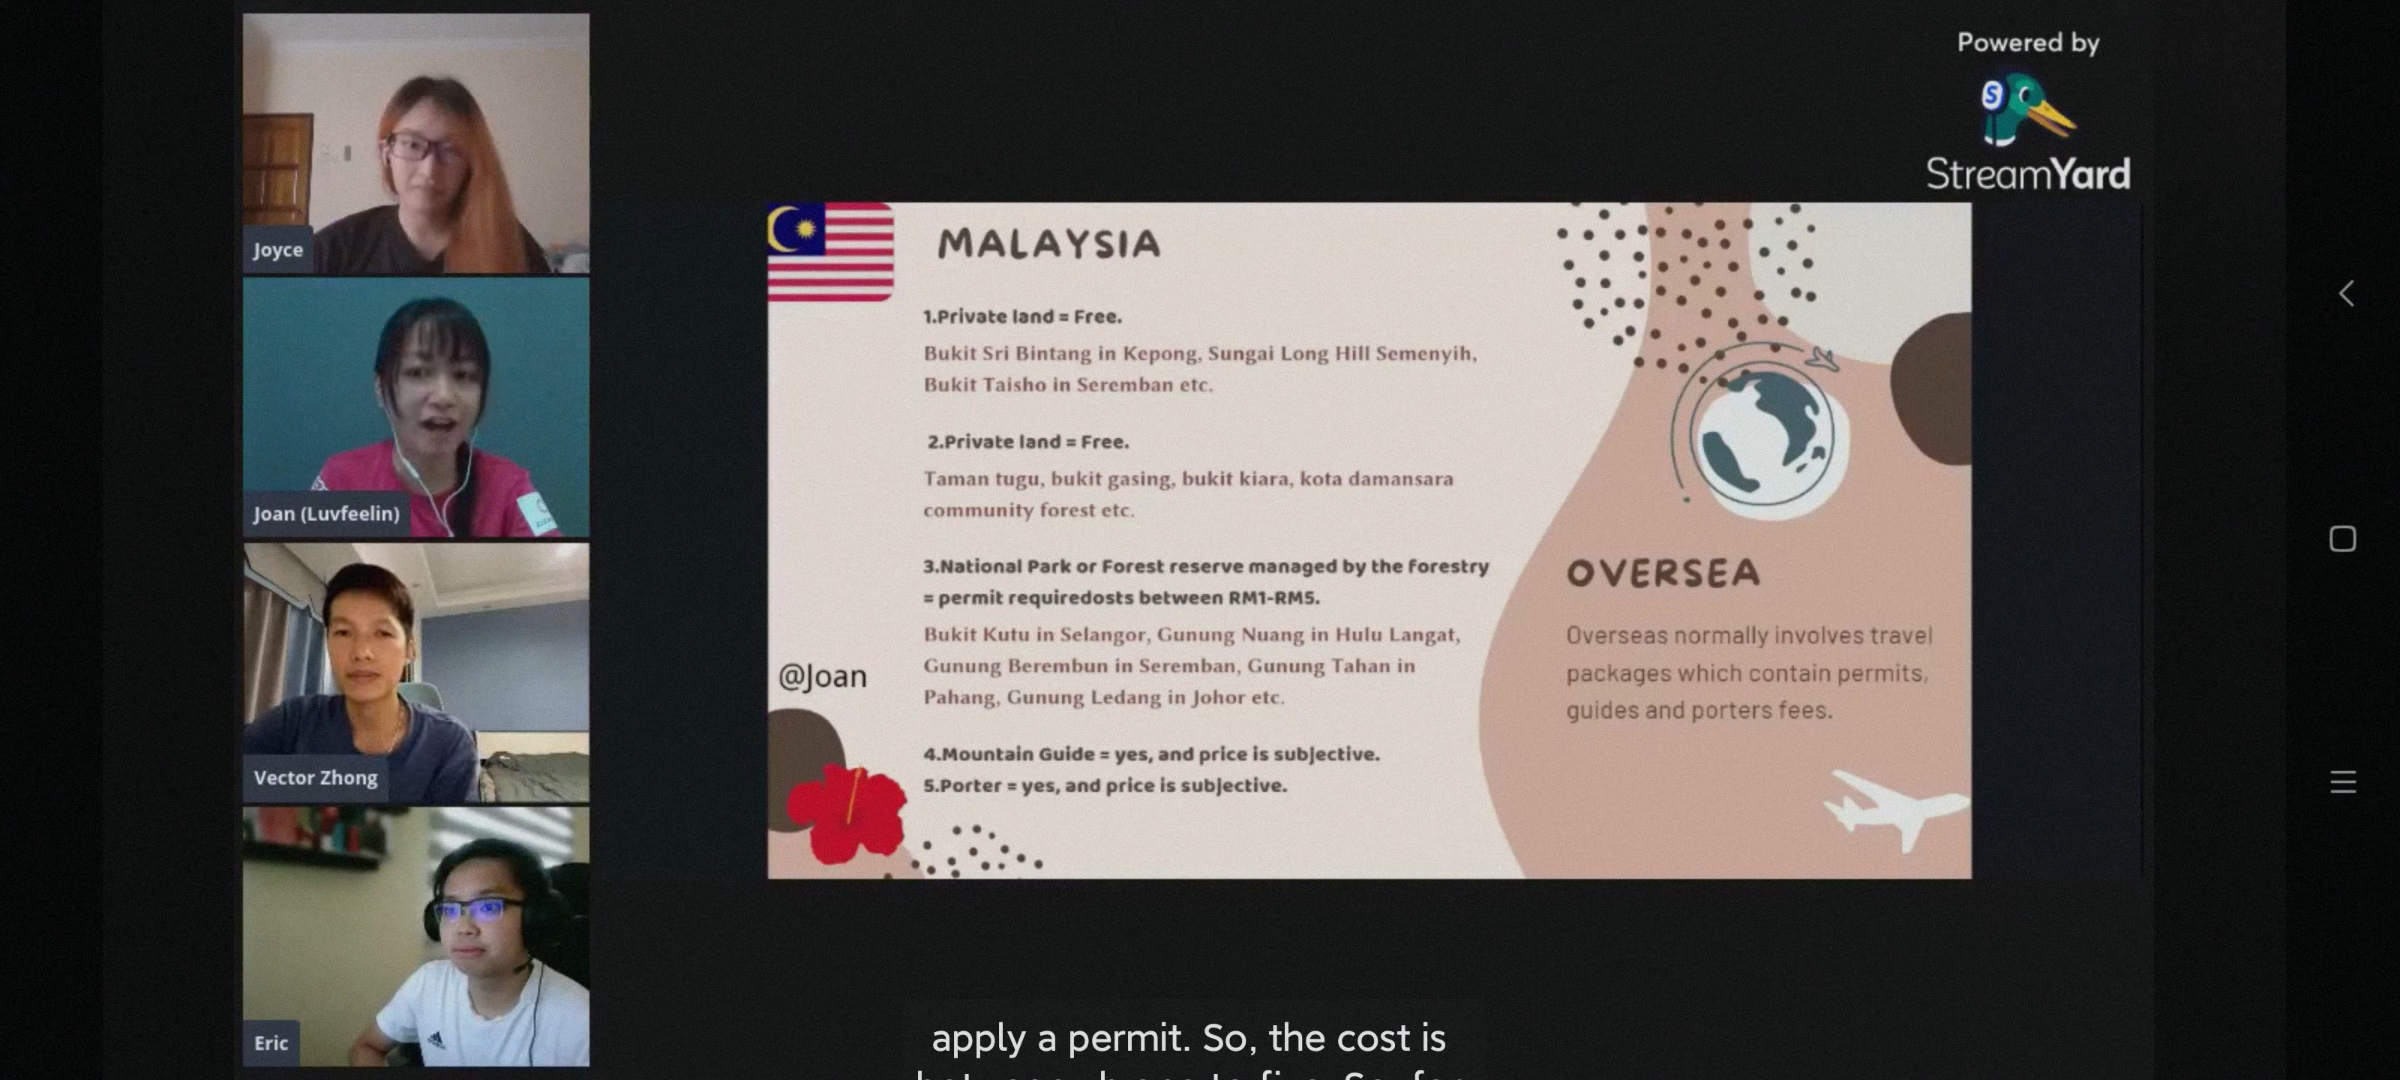 Powered by
StreamYard
Joyce
Joan (Luvfeelin)
Vector Zhong
Eric
MALAYSIA
1.Private land = Free.
Bukit Sri Bintang in Kepong, Sungai Long Hill Semenyih,
Bukit Taisho in Seremban etc.
2.Private land = Free.
Taman tugu, bukit gasing, bukit kiara, kota damansara
community forest etc.
3.National Park or Forest reserve managed by the forestry
= permit requiredosts between RM1-RM5.
Bukit Kutu in Selangor, Gunung Nuang in Hulu Langat,
Gunung Berembun in Seremban, Gunung Tahan in
Pahang, Gunung Ledang in Johor etc.
4.Mountain Guide = yes, and price is subjective.
5.Porter = yes, and price is subjective.
@Joan
OVERSEA
Overseas normally involves travel
packages which contain permits,
guides and porters fees.
apply a permit. So, the cost is